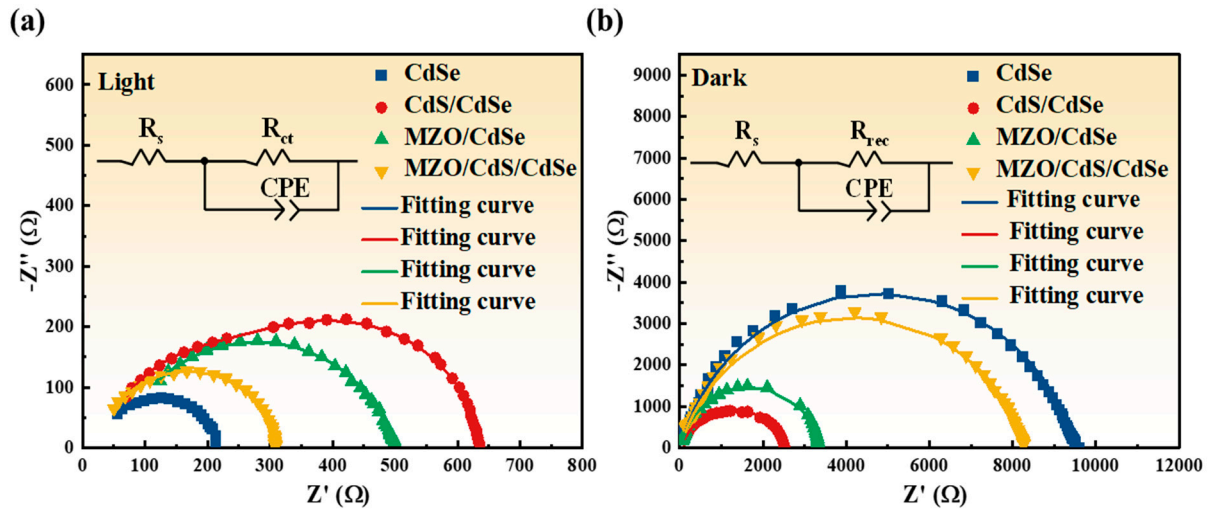 (a)
Light
CdSe
CdS/CdSe
MZO/CdSe
MZO/CdS/CdSe
Fitting curve
Fitting curve
Fitting curve
Fitting curve
Rs
Rct
CPE
600
500
400
300
200
100
0
-Z'' (Ω)
0 100 200 300 400 500 600 700 800
Z' (Ω)
(b)
Dark
CdSe
CdS/CdSe
MZO/CdSe
MZO/CdS/CdSe
Fitting curve
Fitting curve
Fitting curve
Fitting curve
Rs
Rrec
CPE
9000
8000
7000
6000
5000
4000
3000
2000
1000
0
-Z'' (Ω)
0 2000 4000 6000 8000 10000 12000
Z' (Ω)